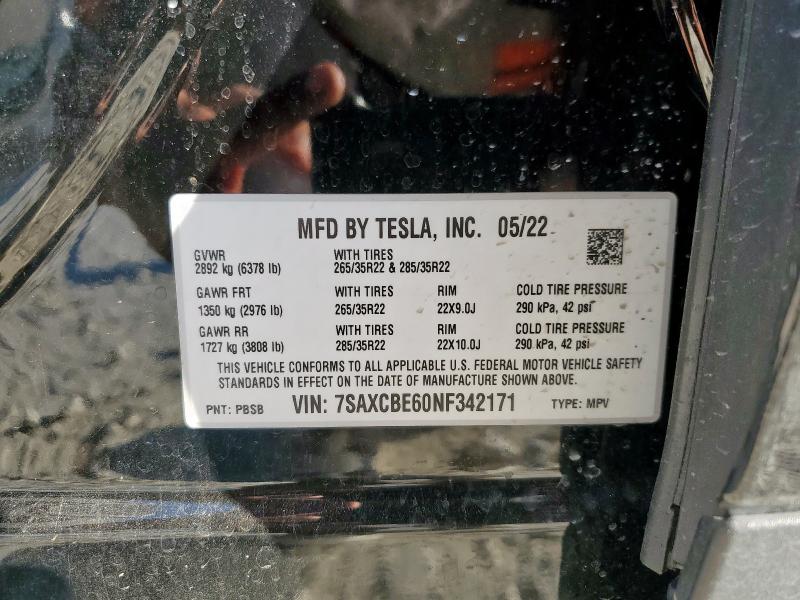 MFD BY TESLA, INC. 05/22
GVWR WITH TIRES
2892 kg (6378 lb) 265/35R22 & 285/35R22
GAWR FRT WITH TIRES RIM COLD TIRE PRESSURE
1350 kg (2976 lb) 265/35R22 22X9.0J 290 kPa, 42 psi
GAWR RR WITH TIRES RIM COLD TIRE PRESSURE
1727 kg (3808 lb) 285/35R22 22X10.0J 290 kPa, 42 psi
THIS VEHICLE CONFORMS TO ALL APPLICABLE U.S. FEDERAL MOTOR VEHICLE SAFETY
STANDARDS IN EFFECT ON THE DATE OF MANUFACTURE SHOWN ABOVE.
PNT: PBSB VIN: 7SAXCBE60NF342171 TYPE: MPV